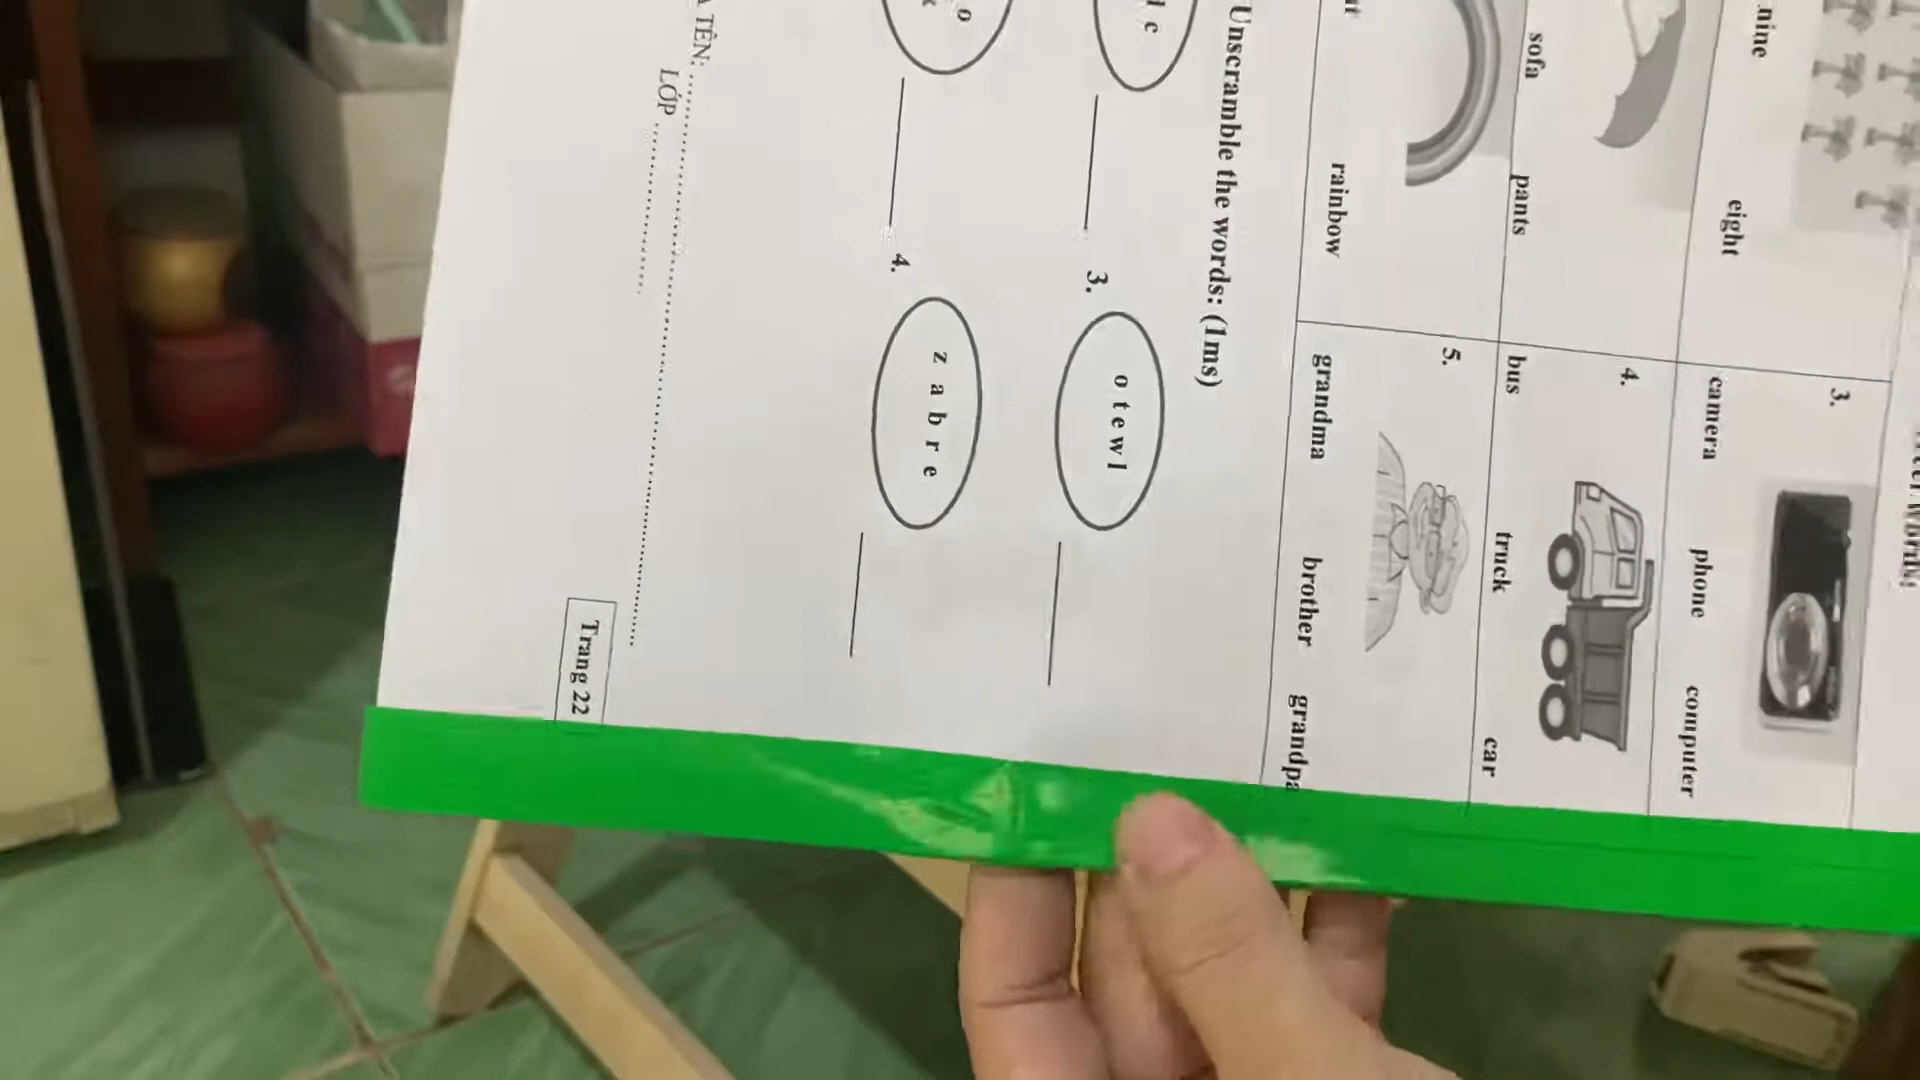 nine eight
3.
camera phone computer
sofa pants
4.
bus truck car
rainbow
5.
grandma brother grandpa
Unscramble the words: (1ms)
c
3. o t e w l
o
4. z a b r e
TÊN:
LỚP
Trang 22